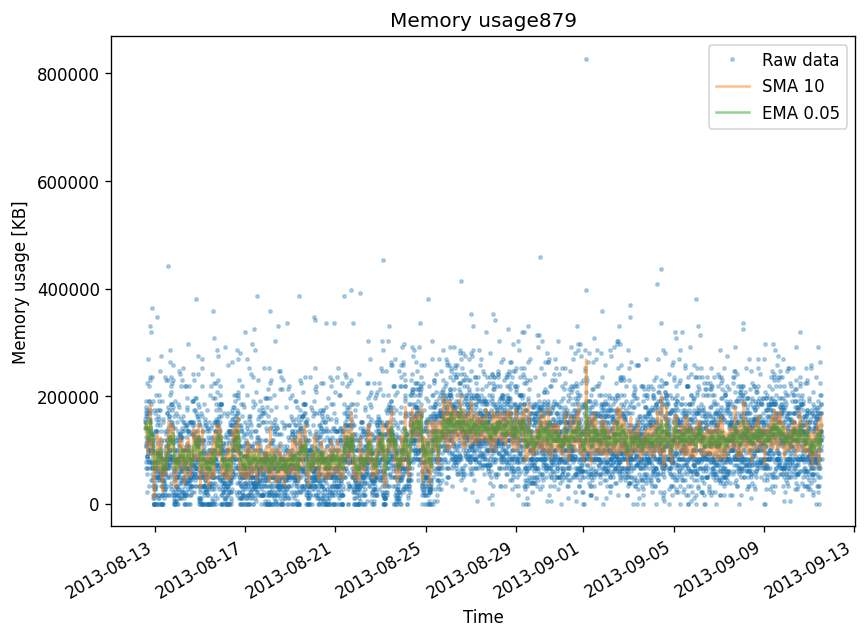 Memory usage879
Raw data
SMA 10
EMA 0.05
Memory usage [KB]
800000
600000
400000
200000
0
2013-08-13
2013-08-17
2013-08-21
2013-08-25
2013-08-29
2013-09-01
2013-09-05
2013-09-09
2013-09-13
Time